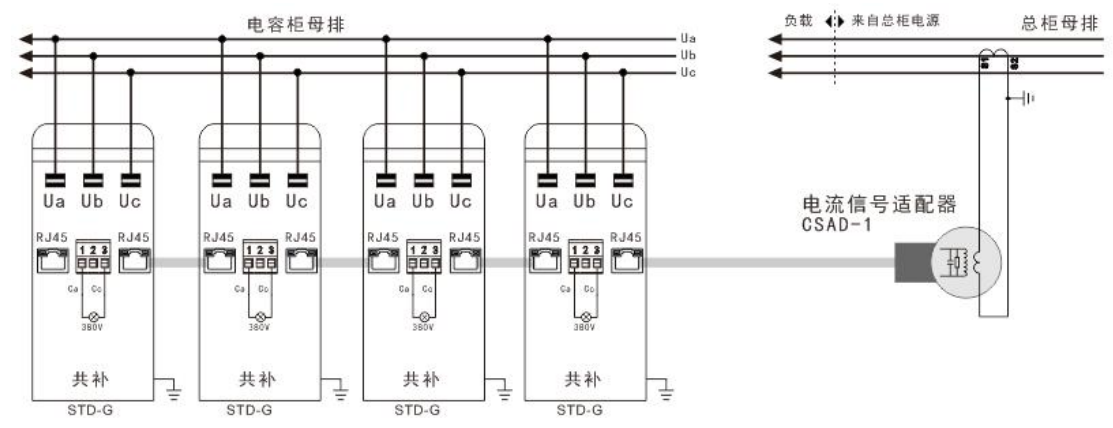 电容柜母排
负载 来自总柜电源 总柜母排
Ua
Ub
Uc
S1 S2
Ua Ub Uc Ua Ub Uc Ua Ub Uc Ua Ub Uc
电流信号适配器
CSAD-1
RJ45 RJ45 RJ45 RJ45 RJ45 RJ45 RJ45 RJ45
1 2 3 1 2 3 1 2 3 1 2 3
Ca Cc Ca Cc Ca Cc Ca Cc
380V 380V 380V 380V
共补 共补 共补 共补
STD-G STD-G STD-G STD-G